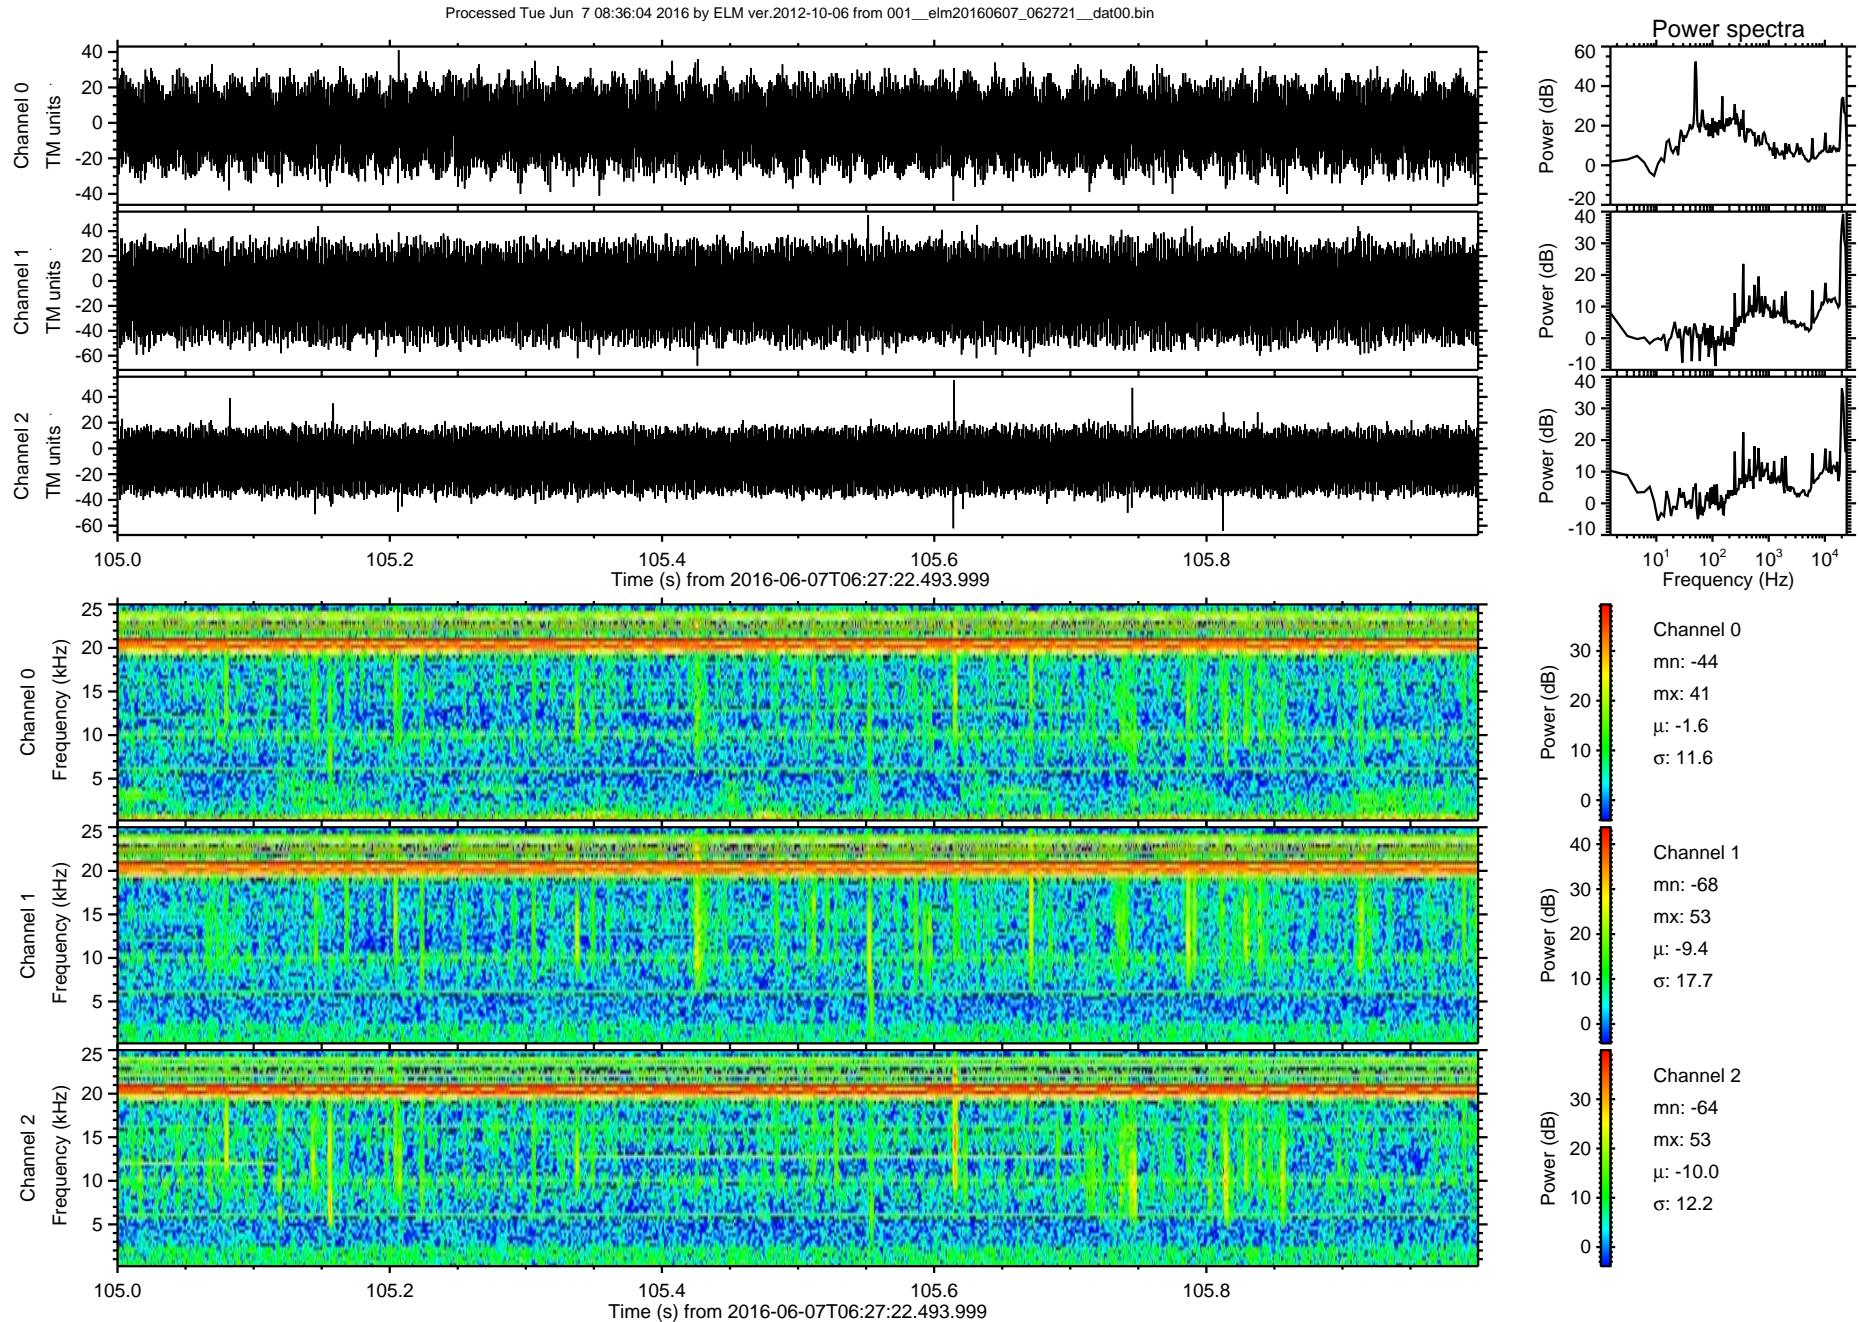 Processed Tue Jun 7 08:36:04 2016 by ELM ver.2012-10-06 from 001__elm20160607_062721__dat00.bin
Power spectra
Channel 0
TM units
40
20
0
-20
-40
Power (dB)
60
40
20
0
-20
Channel 1
TM units
40
20
0
-20
-40
-60
Power (dB)
40
30
20
10
0
-10
Channel 2
TM units
40
20
0
-20
-40
-60
Power (dB)
40
30
20
10
0
-10
105.0 105.2 105.4 105.6 105.8
Time (s) from 2016-06-07T06:27:22.493.999
10^1 10^2 10^3 10^4
Frequency (Hz)
Channel 0
Frequency (kHz)
25
20
15
10
5
Power (dB)
30
20
10
0
Channel 0
mn: -44
mx: 41
μ: -1.6
σ: 11.6
Channel 1
Frequency (kHz)
25
20
15
10
5
Power (dB)
40
30
20
10
0
Channel 1
mn: -68
mx: 53
μ: -9.4
σ: 17.7
Channel 2
Frequency (kHz)
25
20
15
10
5
Power (dB)
30
20
10
0
Channel 2
mn: -64
mx: 53
μ: -10.0
σ: 12.2
105.0 105.2 105.4 105.6 105.8
Time (s) from 2016-06-07T06:27:22.493.999